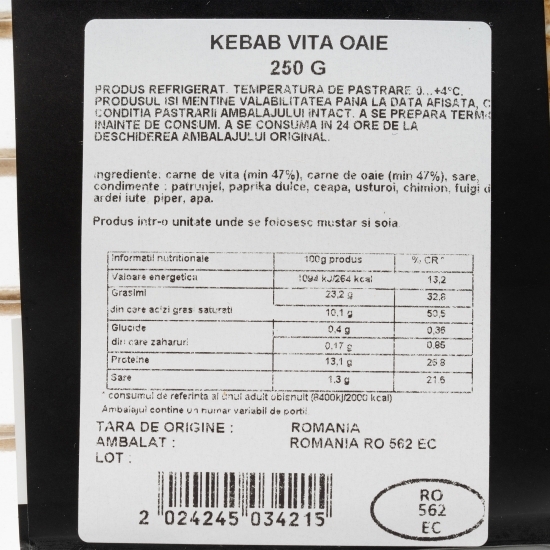 KEBAB VITA OAIE
250 G
PRODUS REFRIGERAT. TEMPERATURA DE PASTRARE 0...+4°C.
PRODUSUL ISI MENTINE VALABILITATEA PANA LA DATA AFISATA, C
CONDITIA PASTRARII AMBALAJULUI INTACT. A SE PREPARA TERMIC
INAINTE DE CONSUM. A SE CONSUMA IN 24 ORE DE LA
DESCHIDEREA AMBALAJULUI ORIGINAL.
Ingrediente: carne de vita (min 47%), carne de oaie (min 47%), sare,
condimente : patrunjel, paprika dulce, ceapa, usturoi, chimion, fulgi d
ardei iute, piper, apa.
Produs intr-o unitate unde se folosesc mustar si soia
Informatii nutritionale 100g produs % CR *
Valoare energetica 1094 kJ/264 kcal 13,2
Grasimi 23,2 g 32,8
din care acizi grasi saturati 10,1 g 50,5
Glucide 0,4 g 0,35
din care zaharuri 0,17 g 0,85
Proteine 13,1 g 25 8
Sare 1,3 g 21 6
* consumul de referinta al unui adult obisnuit (8400kj/2000 kcal)
Ambalajul contine un numar variabil de portii
TARA DE ORIGINE : ROMANIA
AMBALAT : ROMANIA RO 562 EC
LOT :
2 024245 034215
RO
562
EC